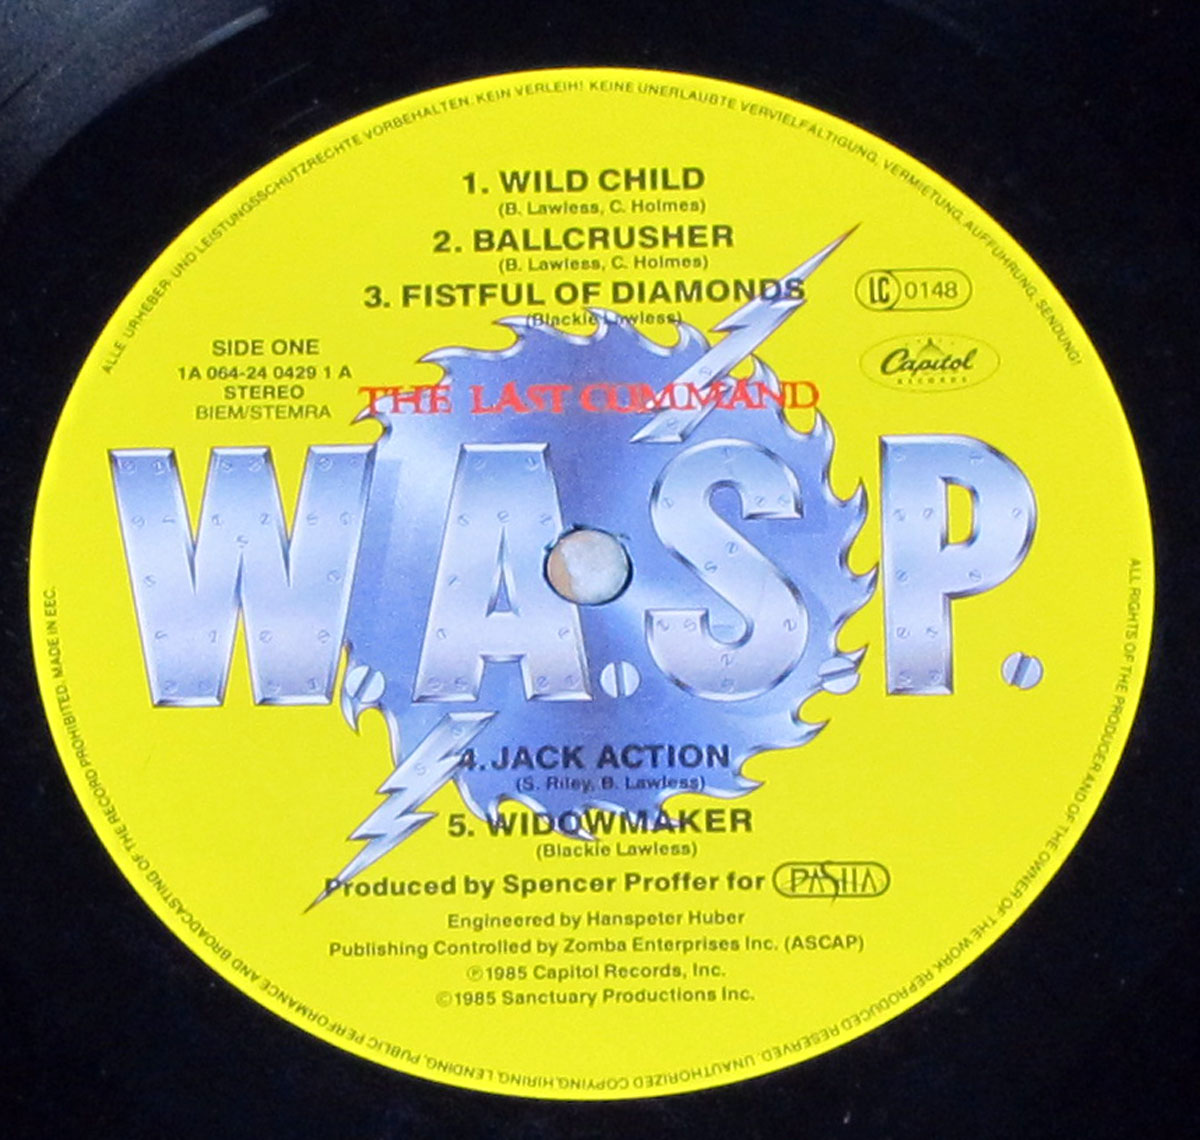 ALLE URHEBER- UND LEISTUNGSSCHUTZRECHTE VORBEHALTEN. KEIN VERLEIH! KEINE UNERLAUBTE VERVIELFÄLTIGUNG, VERMIETUNG, AUFFÜHRUNG, SENDUNG!
1. WILD CHILD
(B. Lawless, C. Holmes)
2. BALLCRUSHER
(B. Lawless, C. Holmes)
3. FISTFUL OF DIAMONDS
(Blackie Lawless)
LC 0148
SIDE ONE
1A 064-24 0429 1 A
STEREO
BIEM/STEMRA
Capitol
RECORDS
THE LAST COMMAND
W.A.S.P.
4. JACK ACTION
(S. Riley, B. Lawless)
5. WIDOWMAKER
(Blackie Lawless)
Produced by Spencer Proffer for PASHA
Engineered by Hanspeter Huber
Publishing Controlled by Zomba Enterprises Inc. (ASCAP)
℗1985 Capitol Records, Inc.
©1985 Sanctuary Productions Inc.
ALL RIGHTS OF THE PRODUCER AND OF THE OWNER OF THE WORK REPRODUCED RESERVED. UNAUTHORIZED COPYING, HIRING, LENDING, PUBLIC PERFORMANCE AND BROADCASTING OF THE RECORD PROHIBITED. MADE IN EEC.